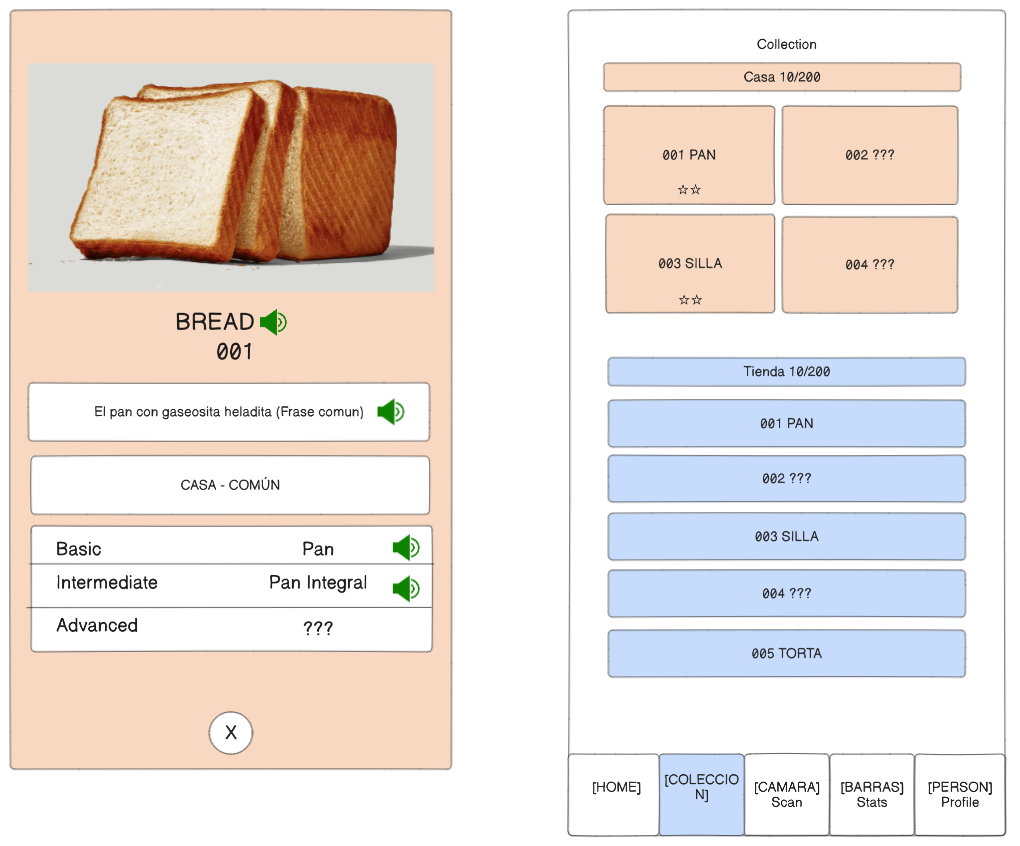 BREAD
001
El pan con gaseosita heladita (Frase comun)
CASA - COMÚN
Basic Pan
Intermediate Pan Integral
Advanced ???
X
Collection
Casa 10/200
001 PAN
☆☆
002 ???
003 SILLA
☆☆
004 ???
Tienda 10/200
001 PAN
002 ???
003 SILLA
004 ???
005 TORTA
[HOME]
[COLECCIO
N]
[CAMARA]
Scan
[BARRAS]
Stats
[PERSON]
Profile